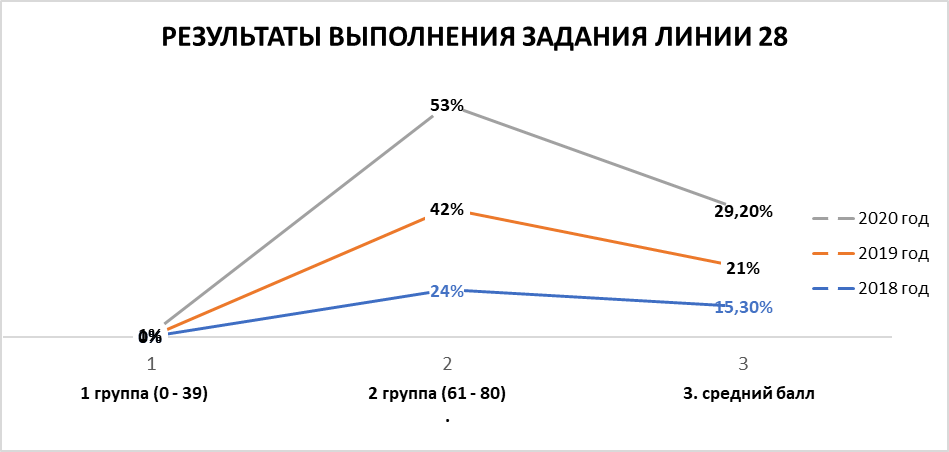 РЕЗУЛЬТАТЫ ВЫПОЛНЕНИЯ ЗАДАНИЯ ЛИНИИ 28
53%
42%
24%
29,20%
21%
15,30%
1%
2020 год
2019 год
2018 год
1 2 3
1 группа (0 - 39) 2 группа (61 - 80) 3. средний балл
.